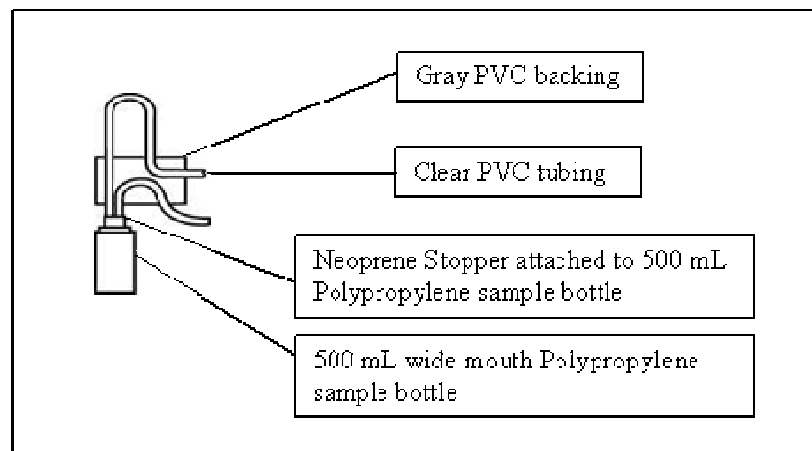 Gray PVC backing
Clear PVC tubing
Neoprene Stopper attached to 500 mL
Polypropylene sample bottle
500 mL wide mouth Polypropylene
sample bottle